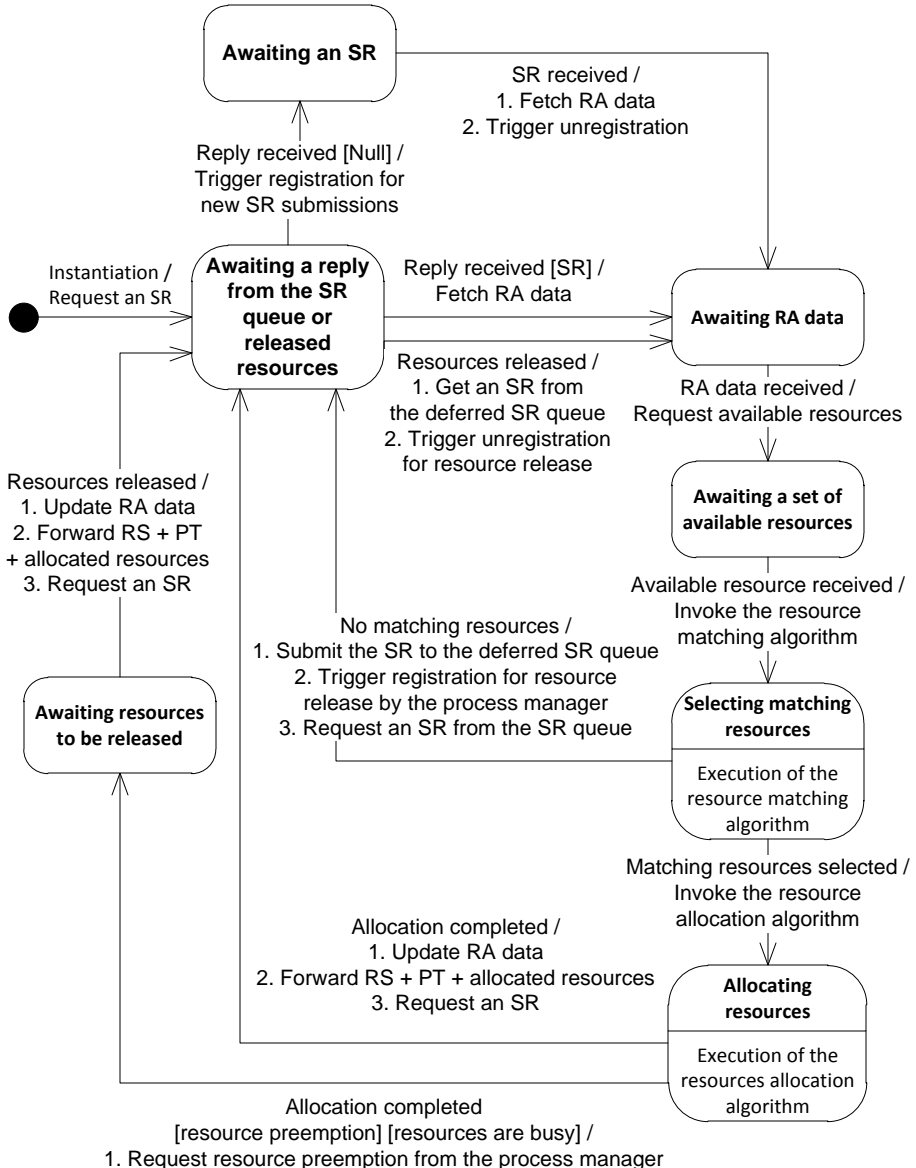 Awaiting an SR
SR received /
1. Fetch RA data
2. Trigger unregistration
Reply received [Null] /
Trigger registration for
new SR submissions
Instantiation /
Request an SR
Awaiting a reply
from the SR
queue or
released
resources
Reply received [SR] /
Fetch RA data
Awaiting RA data
Resources released /
1. Get an SR from
the deferred SR queue
2. Trigger unregistration
for resource release
RA data received /
Request available resources
Resources released /
1. Update RA data
2. Forward RS + PT
+ allocated resources
3. Request an SR
Awaiting a set of
available resources
Available resource received /
Invoke the resource
matching algorithm
No matching resources /
1. Submit the SR to the deferred SR queue
2. Trigger registration for resource
release by the process manager
3. Request an SR from the SR queue
Awaiting resources
to be released
Selecting matching
resources
Execution of the
resource matching
algorithm
Matching resources selected /
Invoke the resource
allocation algorithm
Allocation completed /
1. Update RA data
2. Forward RS + PT + allocated resources
3. Request an SR
Allocating
resources
Execution of the
resources allocation
algorithm
Allocation completed
[resource preemption] [resources are busy] /
1. Request resource preemption from the process manager